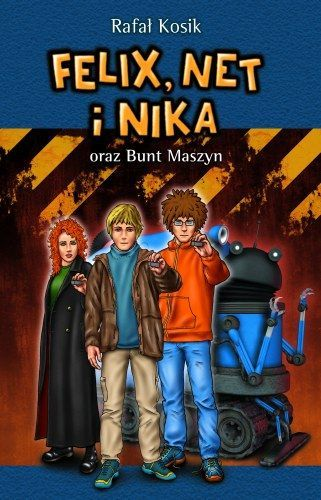 Rafał Kosik
FELIX, NET
i NIKA
oraz Bunt Maszyn